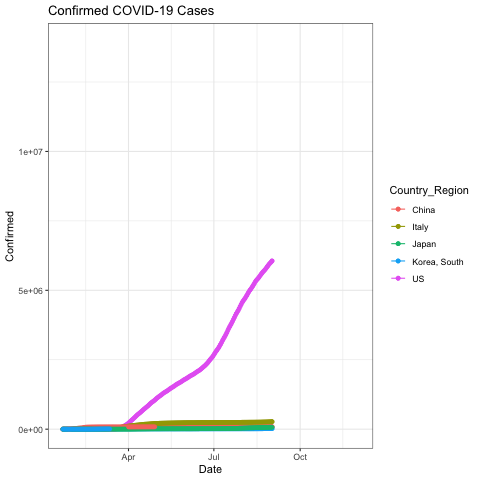 Confirmed COVID-19 Cases
1e+07
5e+06
0e+00
Confirmed
Apr
Jul
Oct
Date
Country_Region
China
Italy
Japan
Korea, South
US